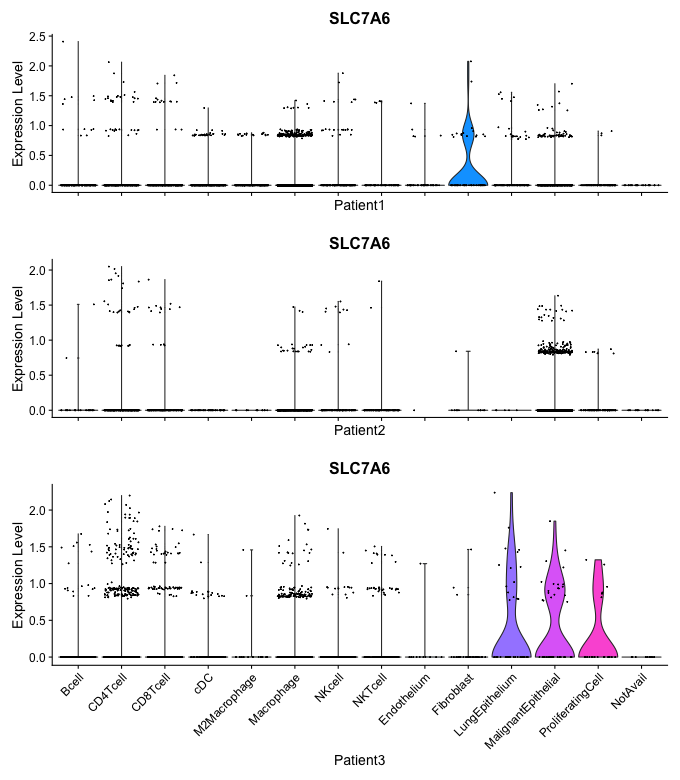 SLC7A6
Expression Level
2.5
2.0
1.5
1.0
0.5
0.0
Patient1
SLC7A6
Expression Level
2.0
1.5
1.0
0.5
0.0
Patient2
SLC7A6
Expression Level
2.0
1.5
1.0
0.5
0.0
Bcell
CD4Tcell
CD8Tcell
cDC
M2Macrophage
Macrophage
NKcell
NKTcell
Endothelium
Fibroblast
LungEpithelium
MalignantEpithelial
ProliferatingCell
NotAvail
Patient3